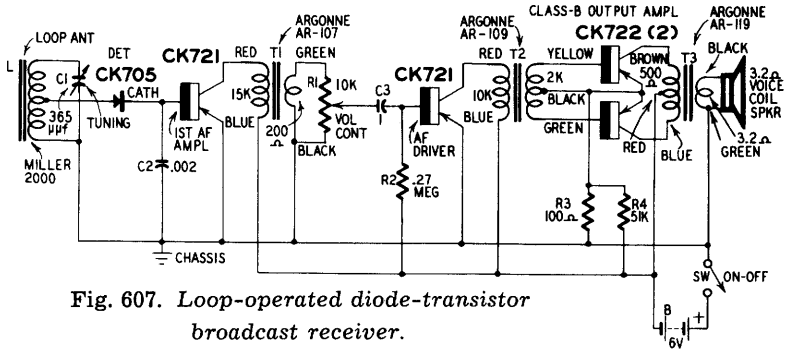 CLASS-B OUTPUT AMPL
ARGONNE
AR-107
ARGONNE
AR-109
CK722 (2)
ARGONNE
AR-119
LOOP ANT
DET
CK705
CK721
RED
T1
GREEN
RED
T2
YELLOW
BROWN
T3
BLACK
L
C1
CATH
15K
R1
10K
CK721
C3
1
10K
2K
500Ω
BLACK
3.2Ω
VOICE
COIL
SPKR
365
μμf
TUNING
1ST AF
AMPL
BLUE
200
Ω
VOL
CONT
BLACK
AF
DRIVER
BLUE
GREEN
RED
BLUE
3.2Ω
GREEN
MILLER
2000
C2
.002
R2
.27
MEG
R3
100Ω
R4
51K
CHASSIS
SW
ON-OFF
B
+
6V
Fig. 607. Loop-operated diode-transistor
broadcast receiver.